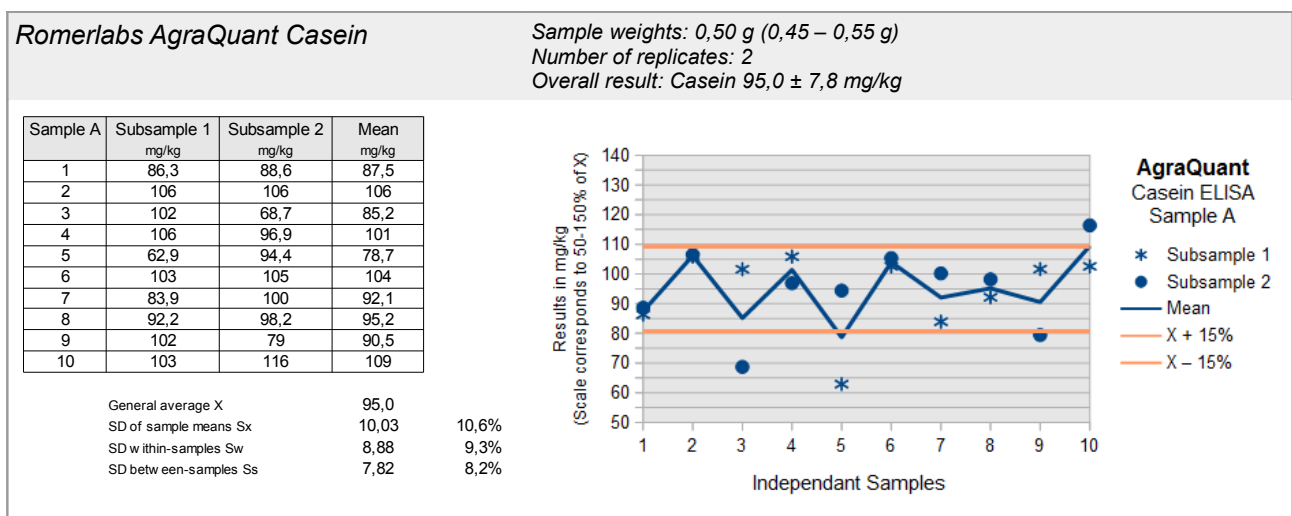 Romerlabs AgraQuant Casein
Sample weights: 0,50 g (0,45 – 0,55 g)
Number of replicates: 2
Overall result: Casein 95,0 ± 7,8 mg/kg
Sample A Subsample 1 Subsample 2 Mean
mg/kg mg/kg mg/kg
1 86,3 88,6 87,5
2 106 106 106
3 102 68,7 85,2
4 106 96,9 101
5 62,9 94,4 78,7
6 103 105 104
7 83,9 100 92,1
8 92,2 98,2 95,2
9 102 79 90,5
10 103 116 109
General average X 95,0
SD of sample means Sx 10,03 10,6%
SD within-samples Sw 8,88 9,3%
SD between-samples Ss 7,82 8,2%
Results in mg/kg
(Scale corresponds to 50-150% of X)
140
130
120
110
100
90
80
70
60
50
1 2 3 4 5 6 7 8 9 10
Independant Samples
AgraQuant
Casein ELISA
Sample A
Subsample 1
Subsample 2
Mean
X + 15%
X – 15%